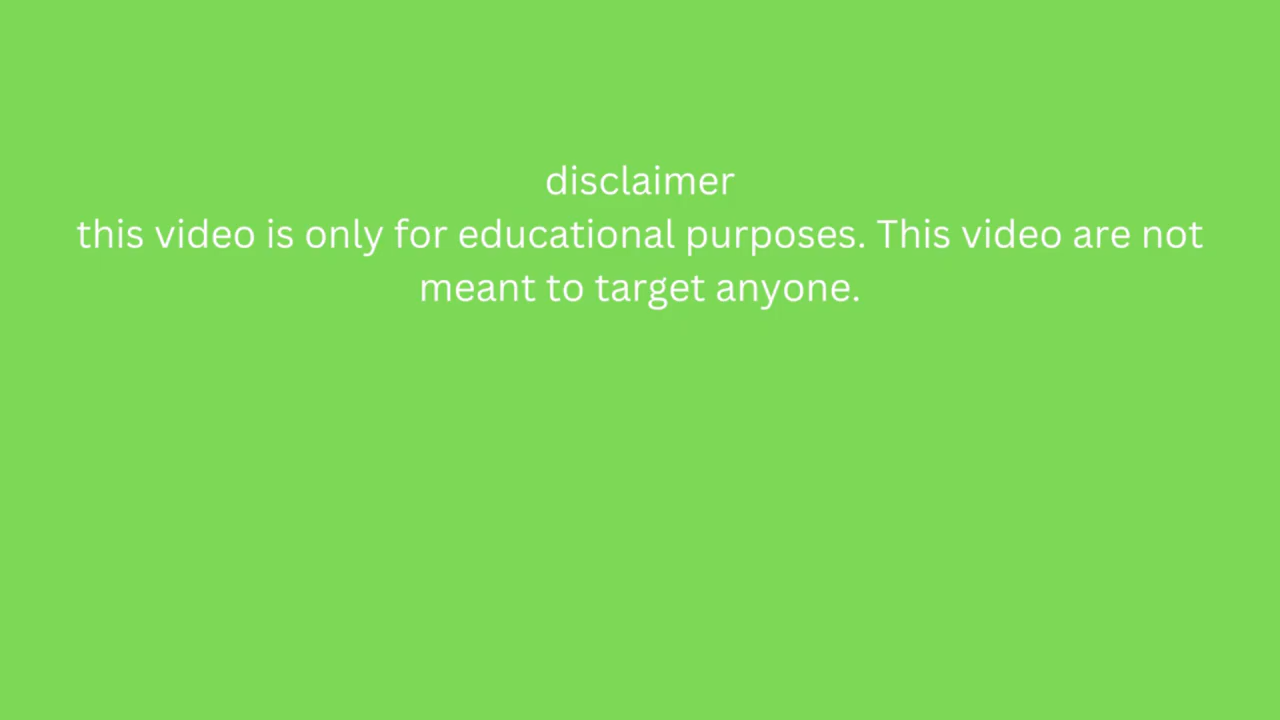 disclaimer
this video is only for educational purposes. This video are not
meant to target anyone.